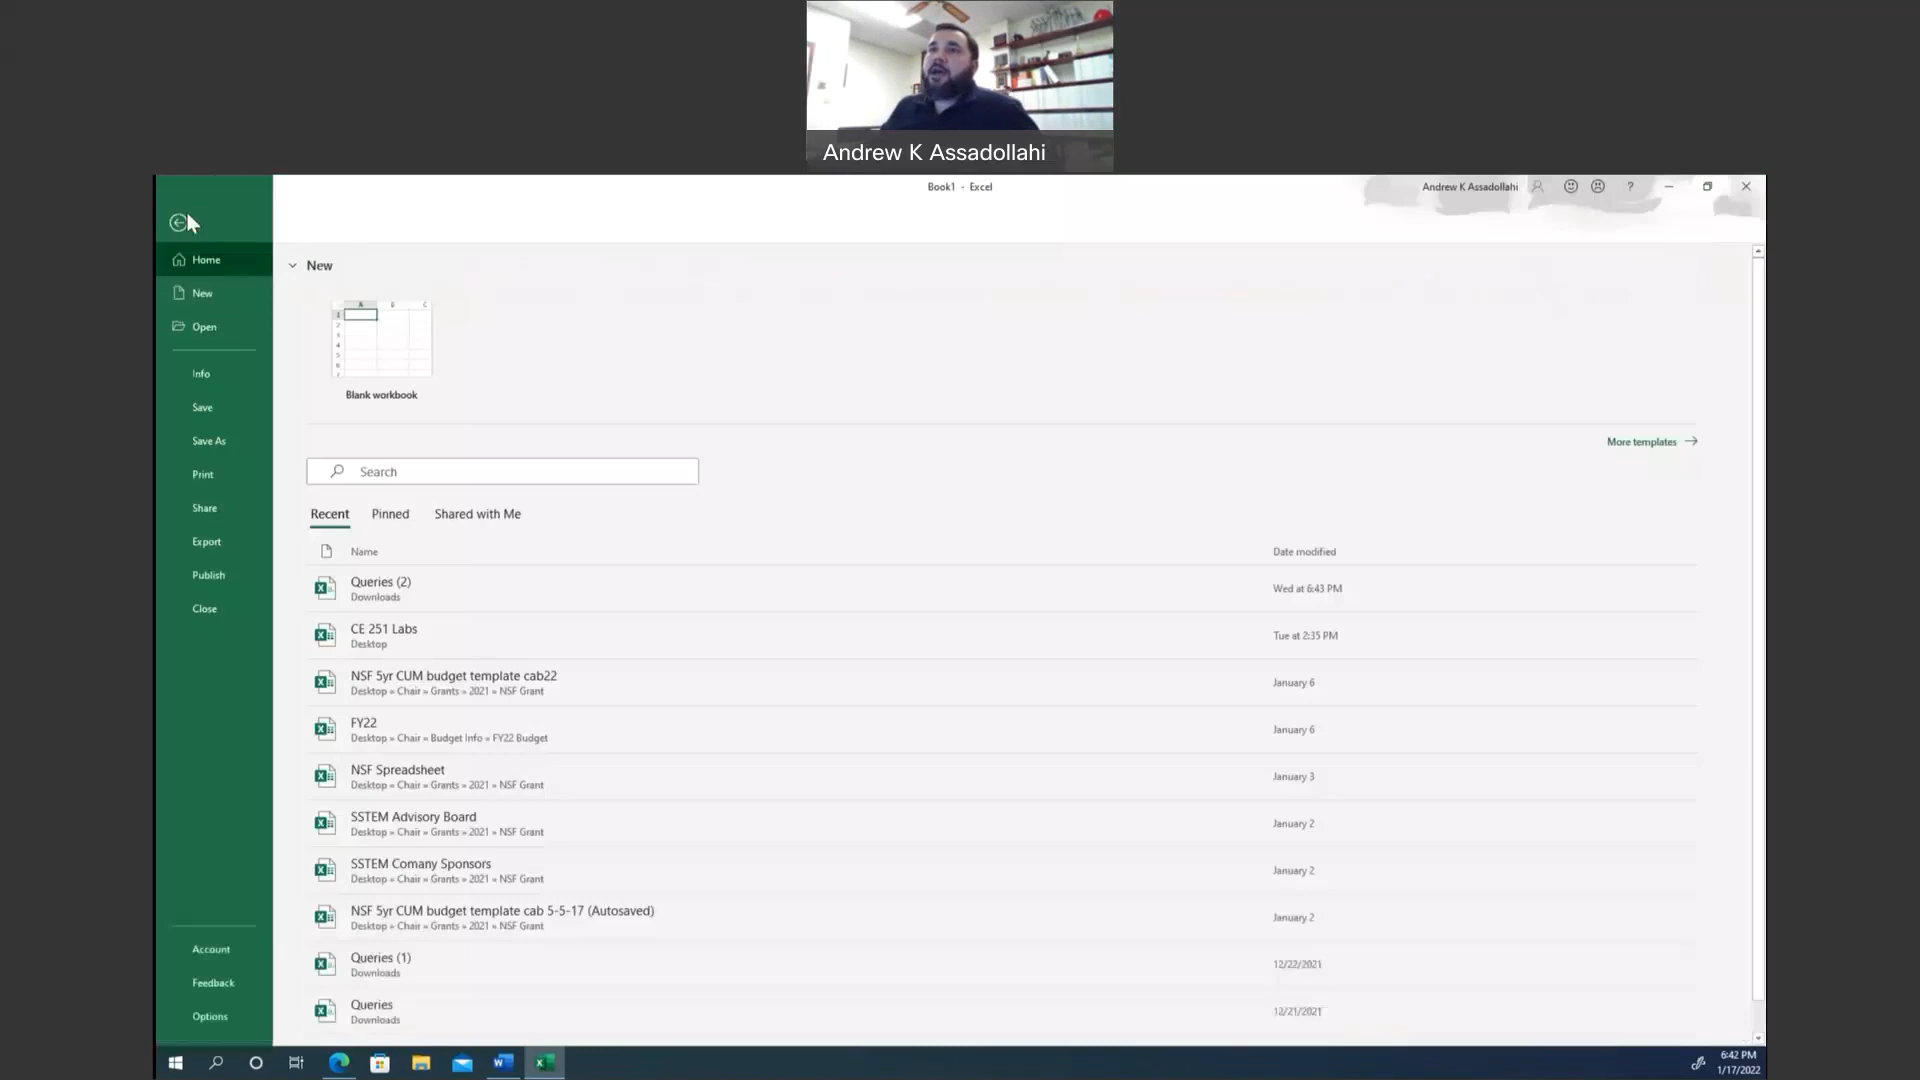 Andrew K Assadollahi
Book1 - Excel
Andrew K Assadollahi
?
Home
New
Open
Info
Save
Save As
Print
Share
Export
Publish
Close
Account
Feedback
Options
New
A B C
1
2
3
4
5
6
7
Blank workbook
More templates
Search
Recent Pinned Shared with Me
Name Date modified
Queries (2)
Downloads
Wed at 6:43 PM
CE 251 Labs
Desktop
Tue at 2:35 PM
NSF 5yr CUM budget template cab22
Desktop » Chair » Grants » 2021 » NSF Grant
January 6
FY22
Desktop » Chair » Budget Info » FY22 Budget
January 6
NSF Spreadsheet
Desktop » Chair » Grants » 2021 » NSF Grant
January 3
SSTEM Advisory Board
Desktop » Chair » Grants » 2021 » NSF Grant
January 2
SSTEM Comany Sponsors
Desktop » Chair » Grants » 2021 » NSF Grant
January 2
NSF 5yr CUM budget template cab 5-5-17 (Autosaved)
Desktop » Chair » Grants » 2021 » NSF Grant
January 2
Queries (1)
Downloads
12/22/2021
Queries
Downloads
12/21/2021
6:42 PM
1/17/2022